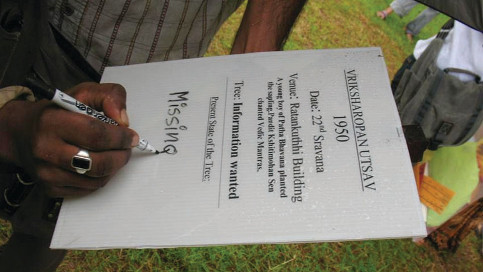 VRIKSHAROPAN UTSAV
1950
Date: 22nd Sravana
Venue: Ratankuthhi Building
A young boy of Patha Bhavana planted
the sapling.Pandit Kshitimohan Sen
chanted Vedic Mantras.
Tree: Information wanted
Present State of the Tree:
Missing